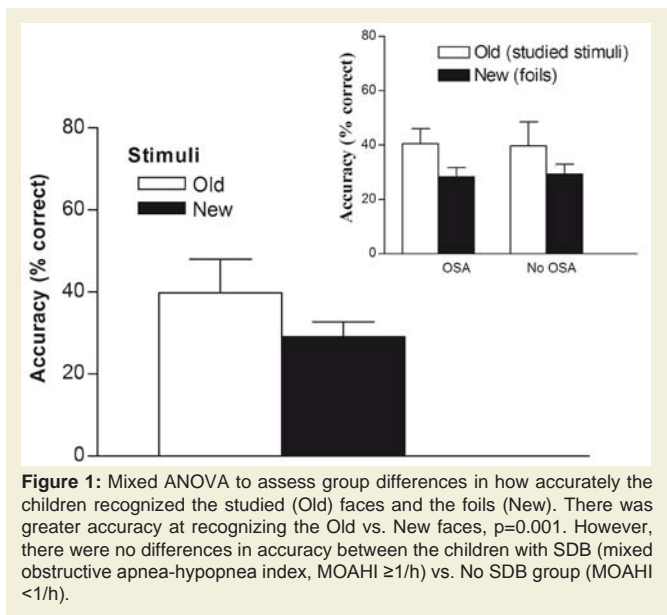 80
Old (studied stimuli)
New (foils)
60
40
20
0
Accuracy (% correct)
OSA No OSA
80
Stimuli
Old
New
60
40
20
0
Accuracy (% correct)
Figure 1: Mixed ANOVA to assess group differences in how accurately the
children recognized the studied (Old) faces and the foils (New). There was
greater accuracy at recognizing the Old vs. New faces, p=0.001. However,
there were no differences in accuracy between the children with SDB (mixed
obstructive apnea-hypopnea index, MOAHI ≥1/h) vs. No SDB group (MOAHI
<1/h).